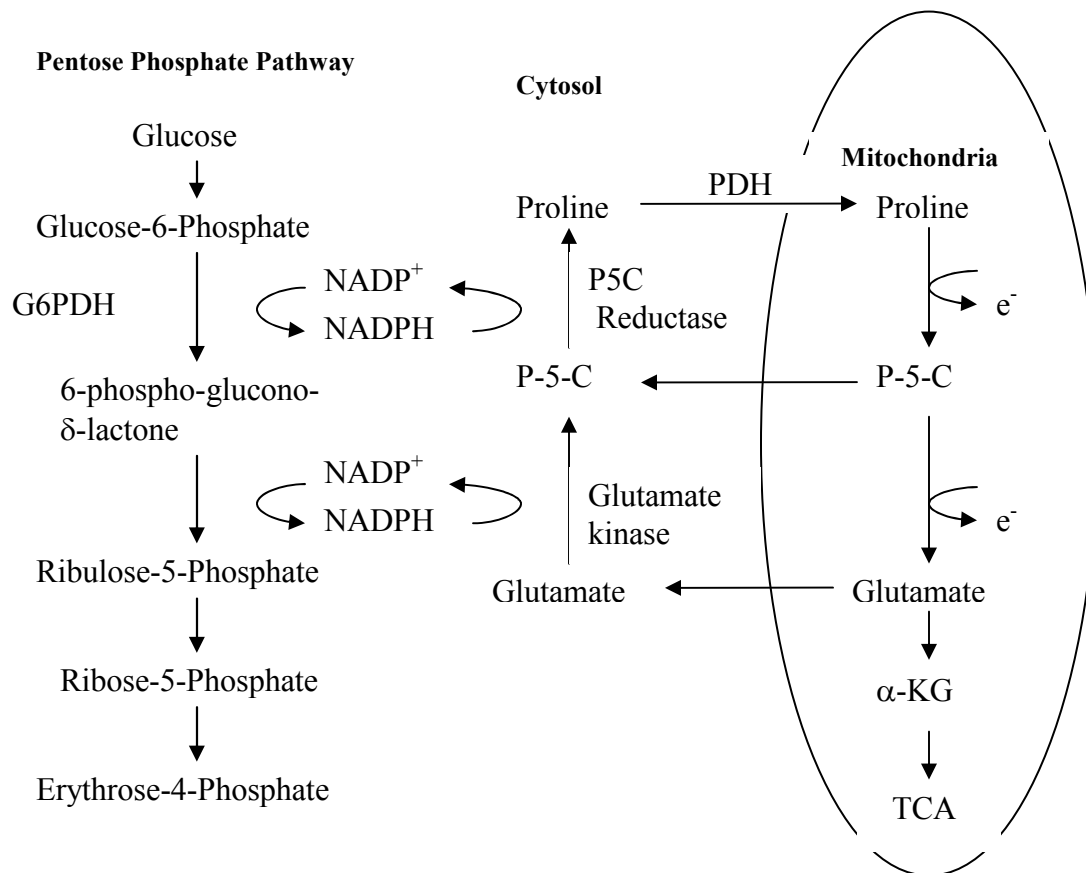 Pentose Phosphate Pathway
Cytosol
Mitochondria
Glucose
Glucose-6-Phosphate
G6PDH
6-phospho-glucono-
δ-lactone
Ribulose-5-Phosphate
Ribose-5-Phosphate
Erythrose-4-Phosphate
NADP⁺
NADPH
NADP⁺
NADPH
Proline
P5C
Reductase
P-5-C
Glutamate
kinase
Glutamate
PDH
Proline
e⁻
P-5-C
e⁻
Glutamate
α-KG
TCA